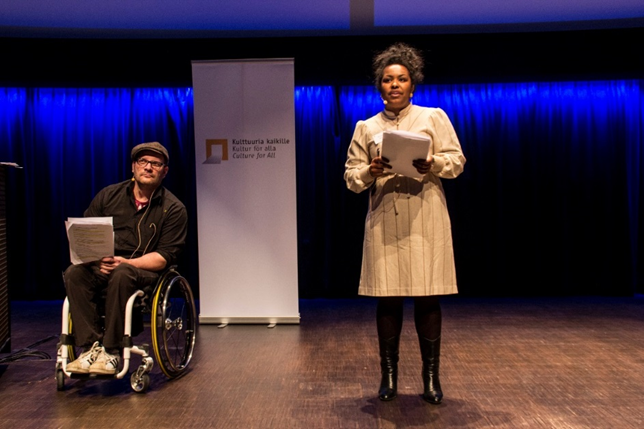 Kulttuuria kaikille
Kultur för alla
Culture for All